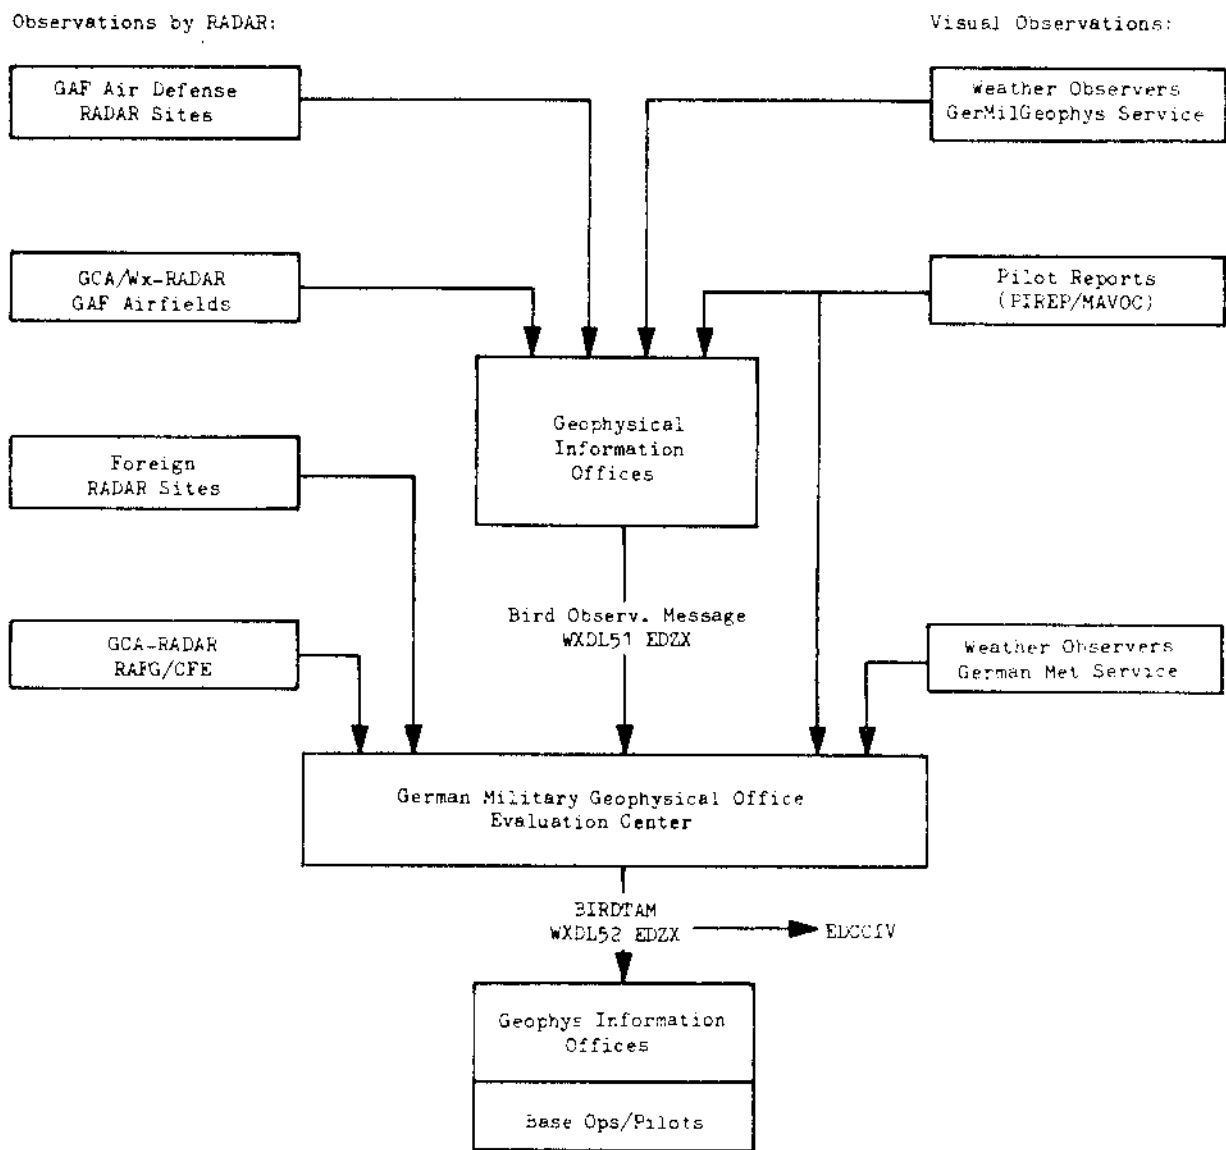 Observations by RADAR:
Visual Observations:
GAF Air Defense
RADAR Sites
Weather Observers
GerMilGeophys Service
GCA/Wx-RADAR
GAF Airfields
Pilot Reports
(PIREP/MAVOC)
Geophysical
Information
Offices
Foreign
RADAR Sites
Bird Observ. Message
WXDL51 EDZX
GCA-RADAR
RAFG/CFE
Weather Observers
German Met Service
German Military Geophysical Office
Evaluation Center
BIRDTAM
WXDL52 EDZX
Geophys Information
Offices
Base Ops/Pilots